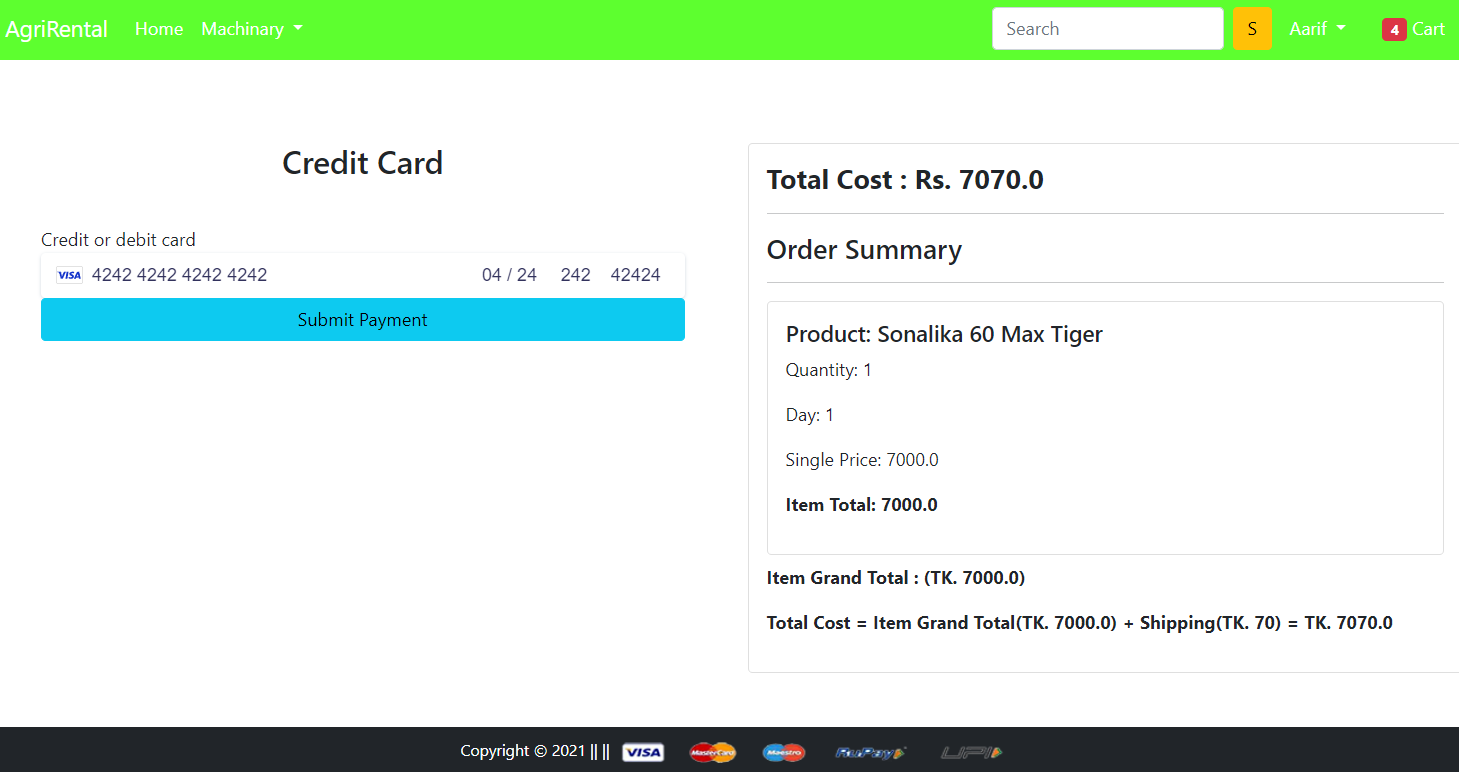 AgriRental Home Machinary Search S Aarif 4 Cart
Credit Card
Credit or debit card
VISA 4242 4242 4242 4242 04 / 24 242 42424
Submit Payment
Total Cost : Rs. 7070.0
Order Summary
Product: Sonalika 60 Max Tiger
Quantity: 1
Day: 1
Single Price: 7000.0
Item Total: 7000.0
Item Grand Total : (TK. 7000.0)
Total Cost = Item Grand Total(TK. 7000.0) + Shipping(TK. 70) = TK. 7070.0
Copyright © 2021 || || VISA MasterCard Maestro RuPay UPI